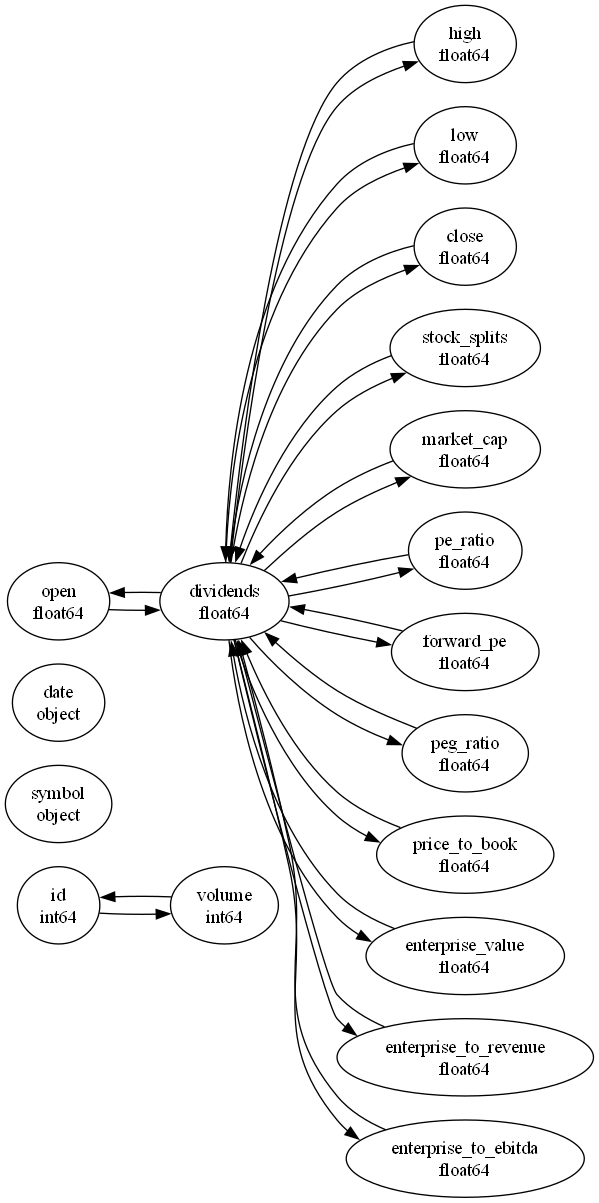 high
float64
low
float64
close
float64
stock_splits
float64
market_cap
float64
pe_ratio
float64
open
float64
dividends
float64
forward_pe
float64
date
object
peg_ratio
float64
symbol
object
price_to_book
float64
id
int64
volume
int64
enterprise_value
float64
enterprise_to_revenue
float64
enterprise_to_ebitda
float64